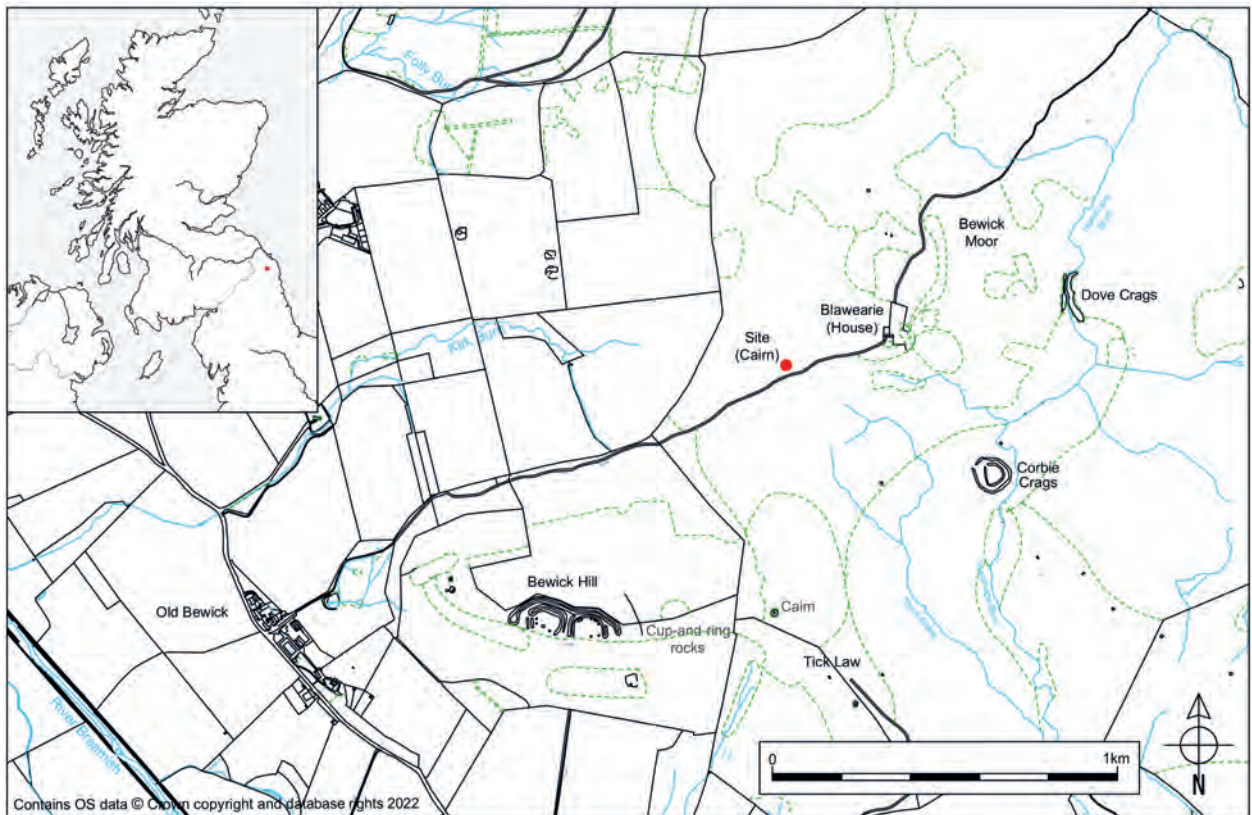 Folly Bu
Bewick
Moor
Dove Crags
Blawearie
(House)
Site
(Cairn)
Kirk Burn
Corbie
Crags
Old Bewick
Bewick Hill
Cairn
Cup-and-ring
rocks
Tick Law
River Breamish
0
1km
N
Contains OS data © Crown copyright and database rights 2022